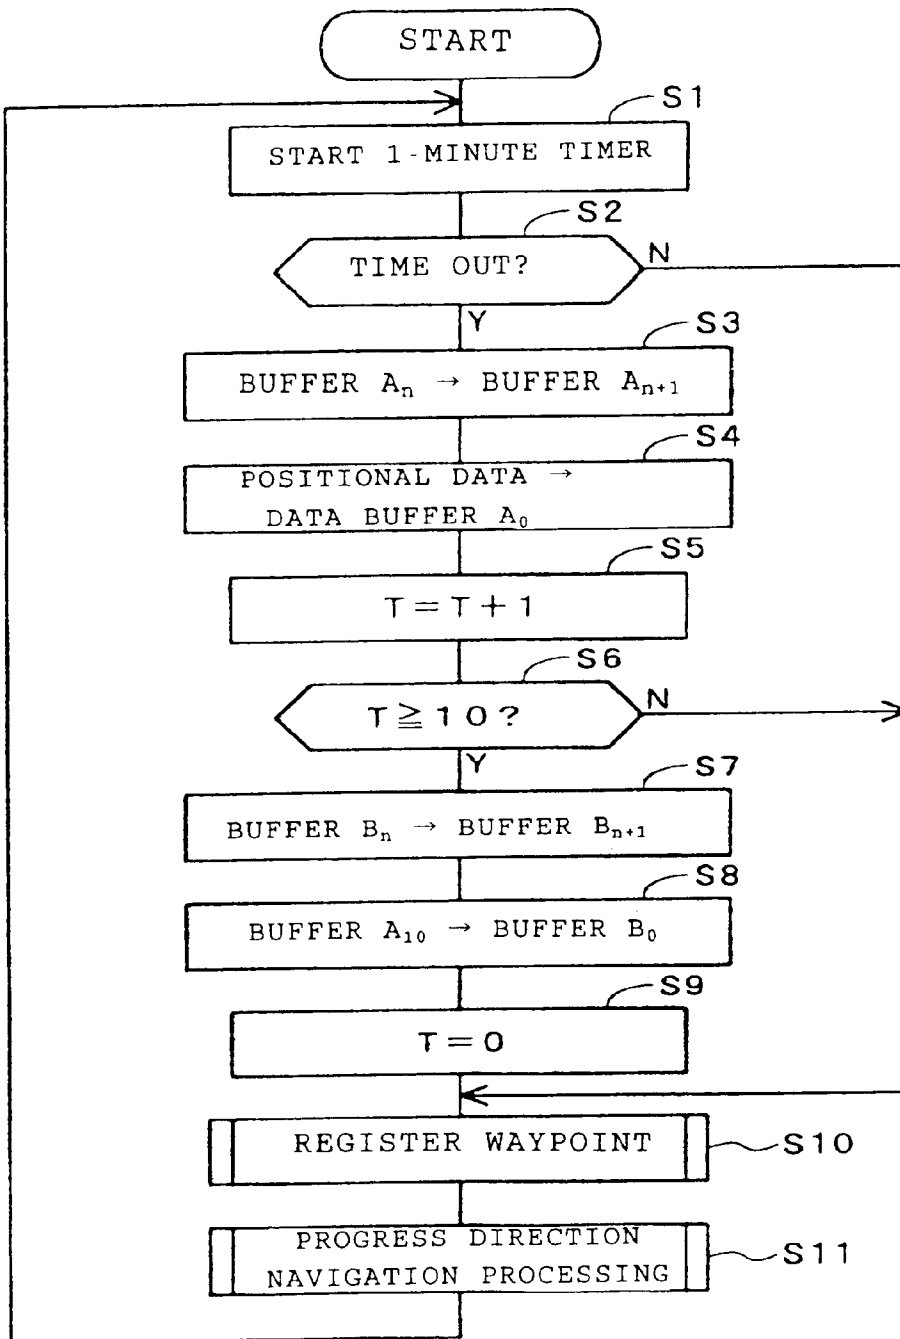 START
S1
START 1-MINUTE TIMER
S2
TIME OUT?
N
Y
S3
BUFFER Aₙ → BUFFER Aₙ₊₁
S4
POSITIONAL DATA →
DATA BUFFER A₀
S5
T=T+1
S6
T≧10?
N
Y
S7
BUFFER Bₙ → BUFFER Bₙ₊₁
S8
BUFFER A₁₀ → BUFFER B₀
S9
T=0
REGISTER WAYPOINT
S10
PROGRESS DIRECTION
NAVIGATION PROCESSING
S11